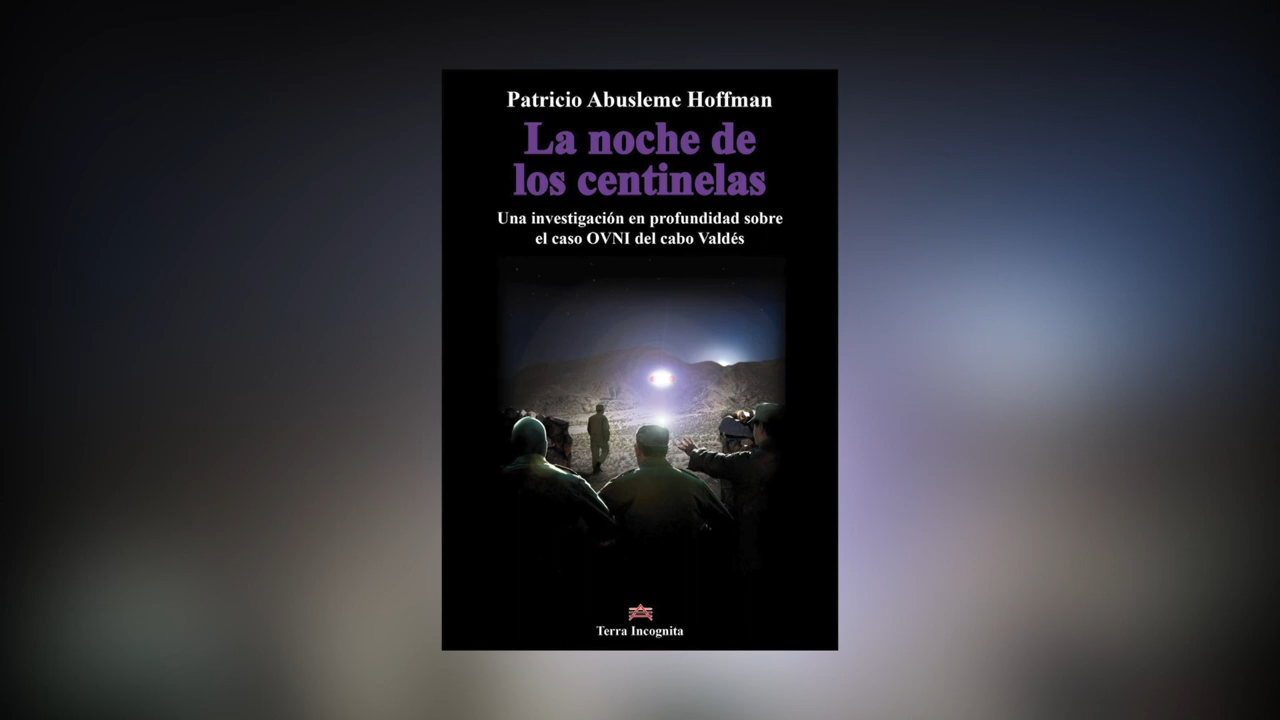 Patricio Abusleme Hoffman
La noche de
los centinelas
Una investigación en profundidad sobre
el caso OVNI del cabo Valdés
Terra Incognita